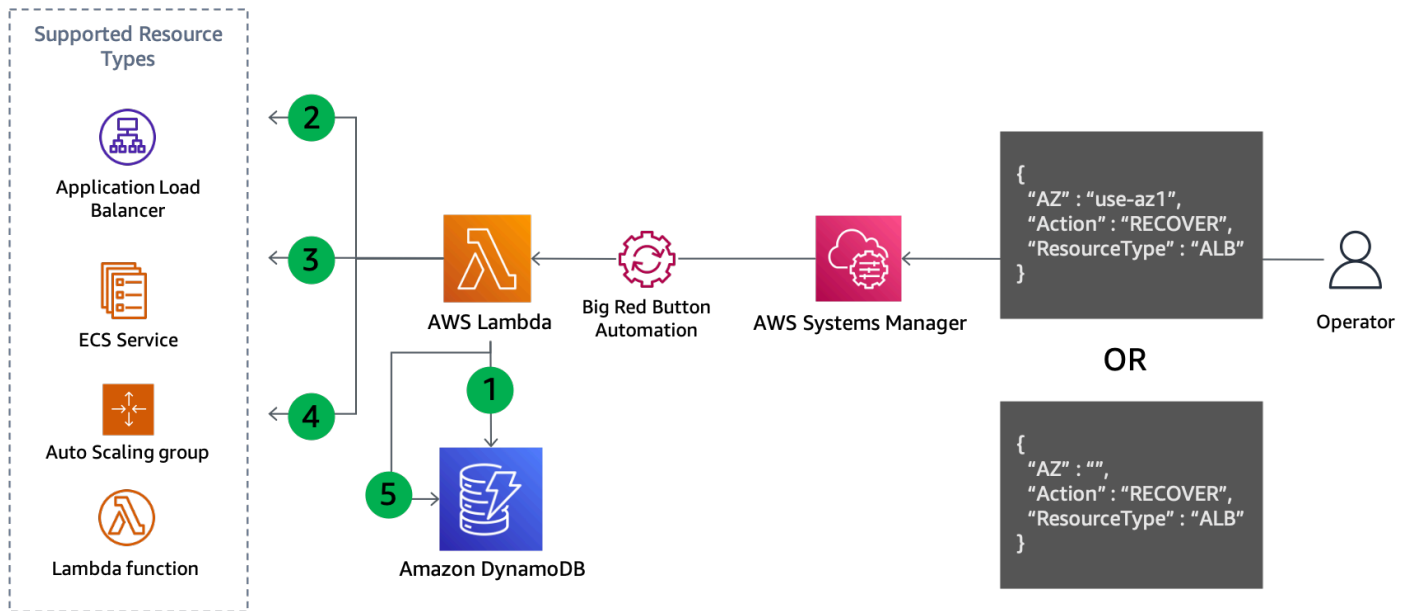 Supported Resource
Types
Application Load
Balancer
ECS Service
Auto Scaling group
Lambda function
2
3
4
1
5
AWS Lambda
Amazon DynamoDB
Big Red Button
Automation
AWS Systems Manager
{
“AZ” : “use-az1”,
“Action” : “RECOVER”,
“ResourceType” : “ALB”
}
OR
{
“AZ” : “”,
“Action” : “RECOVER”,
“ResourceType” : “ALB”
}
Operator